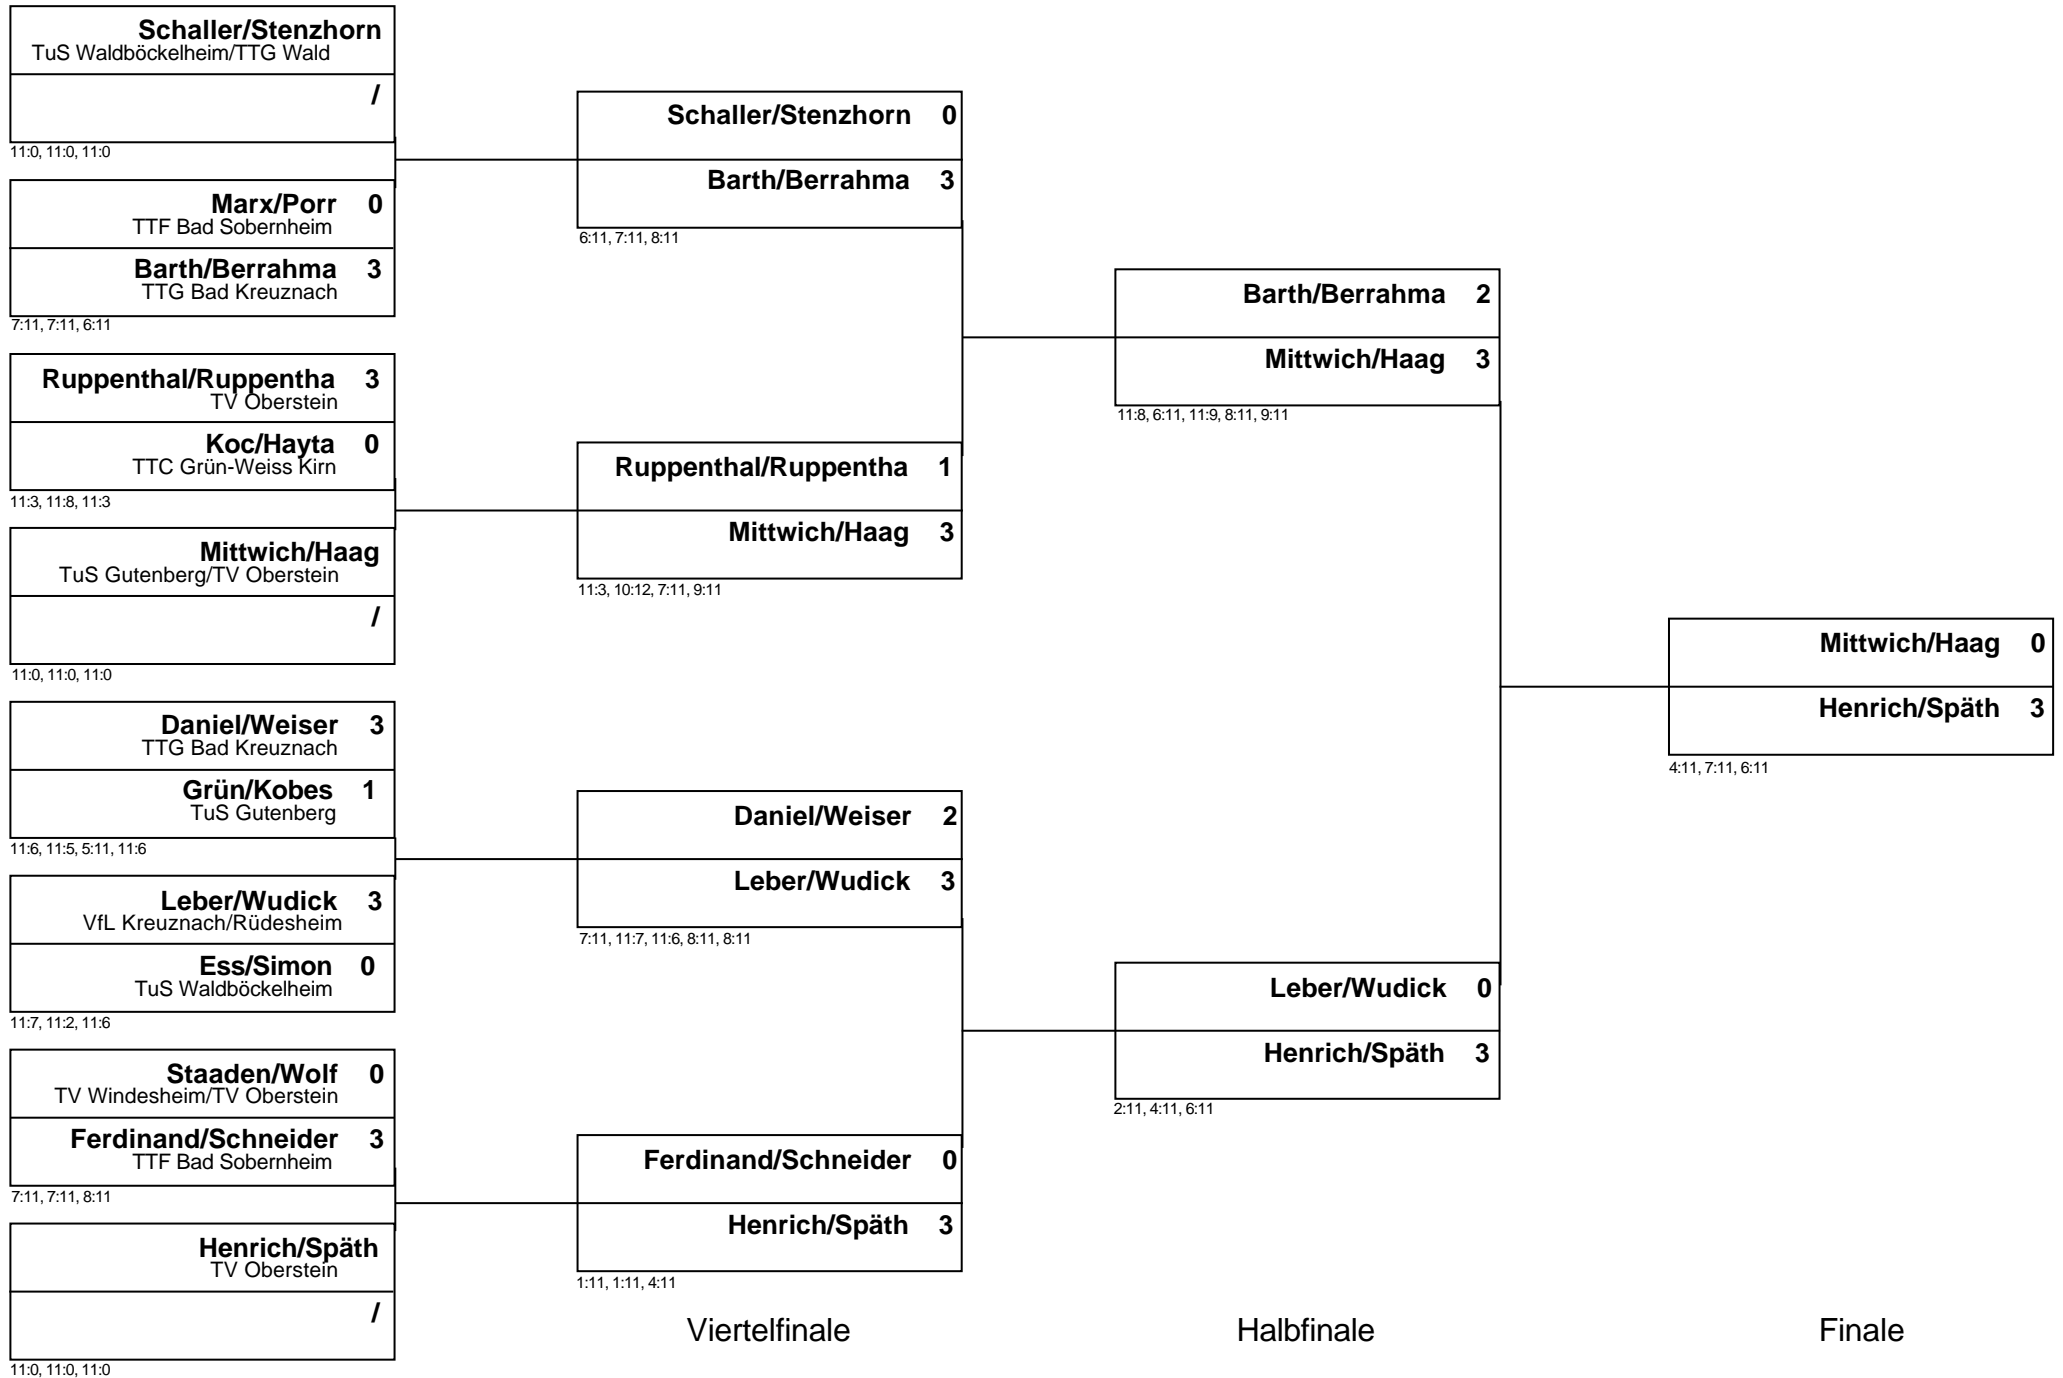 Schaller/Stenzhorn
TuS Waldböckelheim/TTG Wald
/
11:0, 11:0, 11:0
Marx/Porr 0
TTF Bad Sobernheim
Barth/Berrahma 3
TTG Bad Kreuznach
7:11, 7:11, 6:11
Ruppenthal/Ruppentha 3
TV Oberstein
Koc/Hayta 0
TTC Grün-Weiss Kirn
11:3, 11:8, 11:3
Mittwich/Haag
TuS Gutenberg/TV Oberstein
/
11:0, 11:0, 11:0
Daniel/Weiser 3
TTG Bad Kreuznach
Grün/Kobes 1
TuS Gutenberg
11:6, 11:5, 5:11, 11:6
Leber/Wudick 3
VfL Kreuznach/Rüdesheim
Ess/Simon 0
TuS Waldböckelheim
11:7, 11:2, 11:6
Staaden/Wolf 0
TV Windesheim/TV Oberstein
Ferdinand/Schneider 3
TTF Bad Sobernheim
7:11, 7:11, 8:11
Henrich/Späth
TV Oberstein
/
11:0, 11:0, 11:0
Schaller/Stenzhorn 0
Barth/Berrahma 3
6:11, 7:11, 8:11
Ruppenthal/Ruppentha 1
Mittwich/Haag 3
11:3, 10:12, 7:11, 9:11
Daniel/Weiser 2
Leber/Wudick 3
7:11, 11:7, 11:6, 8:11, 8:11
Ferdinand/Schneider 0
Henrich/Späth 3
1:11, 1:11, 4:11
Viertelfinale
Barth/Berrahma 2
Mittwich/Haag 3
11:8, 6:11, 11:9, 8:11, 9:11
Leber/Wudick 0
Henrich/Späth 3
2:11, 4:11, 6:11
Halbfinale
Mittwich/Haag 0
Henrich/Späth 3
4:11, 7:11, 6:11
Finale